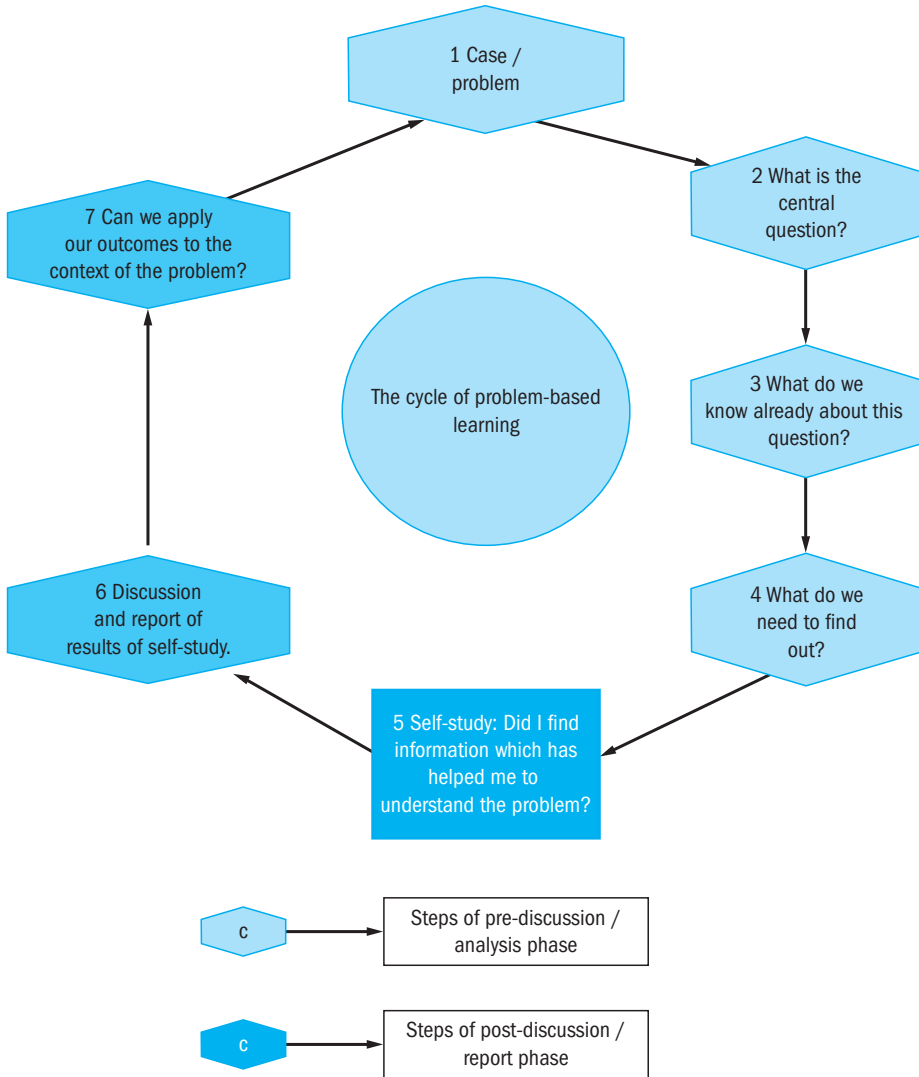 1 Case /
problem
2 What is the
central
question?
3 What do we
know already about this
question?
4 What do we
need to find
out?
5 Self-study: Did I find
information which has
helped me to
understand the problem?
6 Discussion
and report of
results of self-study.
7 Can we apply
our outcomes to the
context of the problem?
The cycle of problem-based
learning
c
Steps of pre-discussion /
analysis phase
c
Steps of post-discussion /
report phase